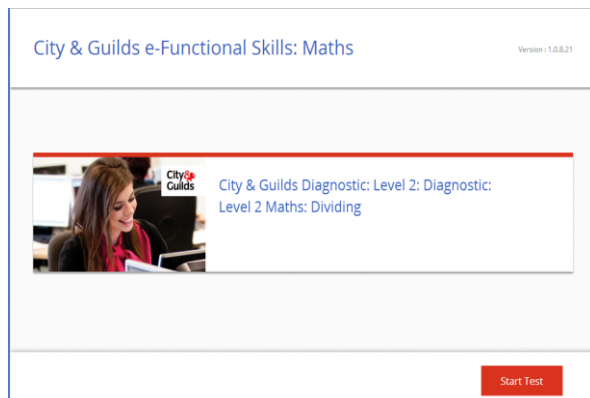 City & Guilds e-Functional Skills: Maths
Version : 1.0.8.21
City&
Guilds
City & Guilds Diagnostic: Level 2: Diagnostic:
Level 2 Maths: Dividing
Start Test